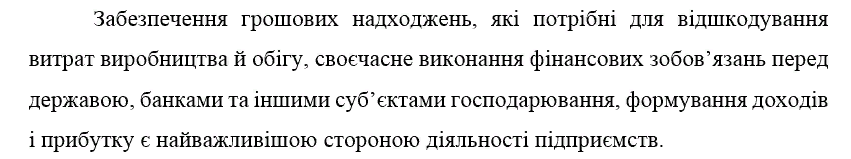 Забезпечення грошових надходжень, які потрібні для відшкодування
витрат виробництва й обігу, своєчасне виконання фінансових зобов’язань перед
державою, банками та іншими суб’єктами господарювання, формування доходів
і прибутку є найважливішою стороною діяльності підприємств.